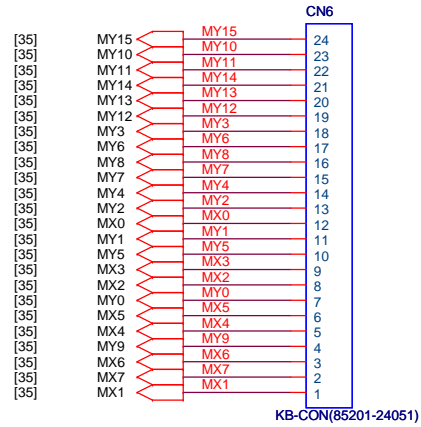 CN6
[35] MY15 MY15 24
[35] MY10 MY10 23
[35] MY11 MY11 22
[35] MY14 MY14 21
[35] MY13 MY13 20
[35] MY12 MY12 19
[35] MY3 MY3 18
[35] MY6 MY6 17
[35] MY8 MY8 16
[35] MY7 MY7 15
[35] MY4 MY4 14
[35] MY2 MY2 13
[35] MX0 MX0 12
[35] MY1 MY1 11
[35] MY5 MY5 10
[35] MX3 MX3 9
[35] MX2 MX2 8
[35] MY0 MY0 7
[35] MX5 MX5 6
[35] MX4 MX4 5
[35] MY9 MY9 4
[35] MX6 MX6 3
[35] MX7 MX7 2
[35] MX1 MX1 1
KB-CON(85201-24051)